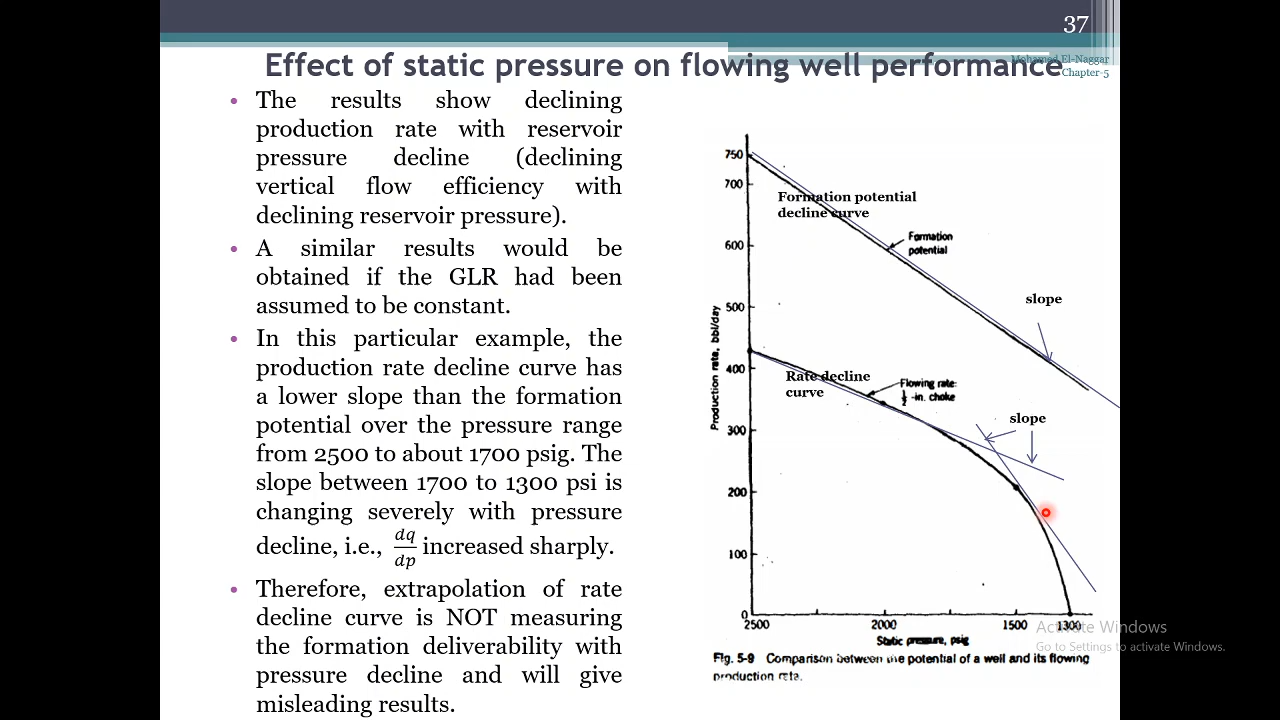 37
Effect of static pressure on flowing well performance
Mohamed El-Naggar
Chapter-5
• The results show declining
production rate with reservoir
pressure decline (declining
vertical flow efficiency with
declining reservoir pressure).
• A similar results would be
obtained if the GLR had been
assumed to be constant.
• In this particular example, the
production rate decline curve has
a lower slope than the formation
potential over the pressure range
from 2500 to about 1700 psig. The
slope between 1700 to 1300 psi is
changing severely with pressure
decline, i.e., dq/dp increased sharply.
• Therefore, extrapolation of rate
decline curve is NOT measuring
the formation deliverability with
pressure decline and will give
misleading results.
750
700
600
500
400
300
200
100
0
Production rate, bbl/day
Formation potential
decline curve
Formation
potential
slope
Rate decline
curve
Flowing rate:
½-in. choke
slope
2500
2000
1500
1300
Static pressure, psig
Fig. 5-9 Comparison between the potential of a well and its flowing
production rate.
Activate Windows
Go to Settings to activate Windows.